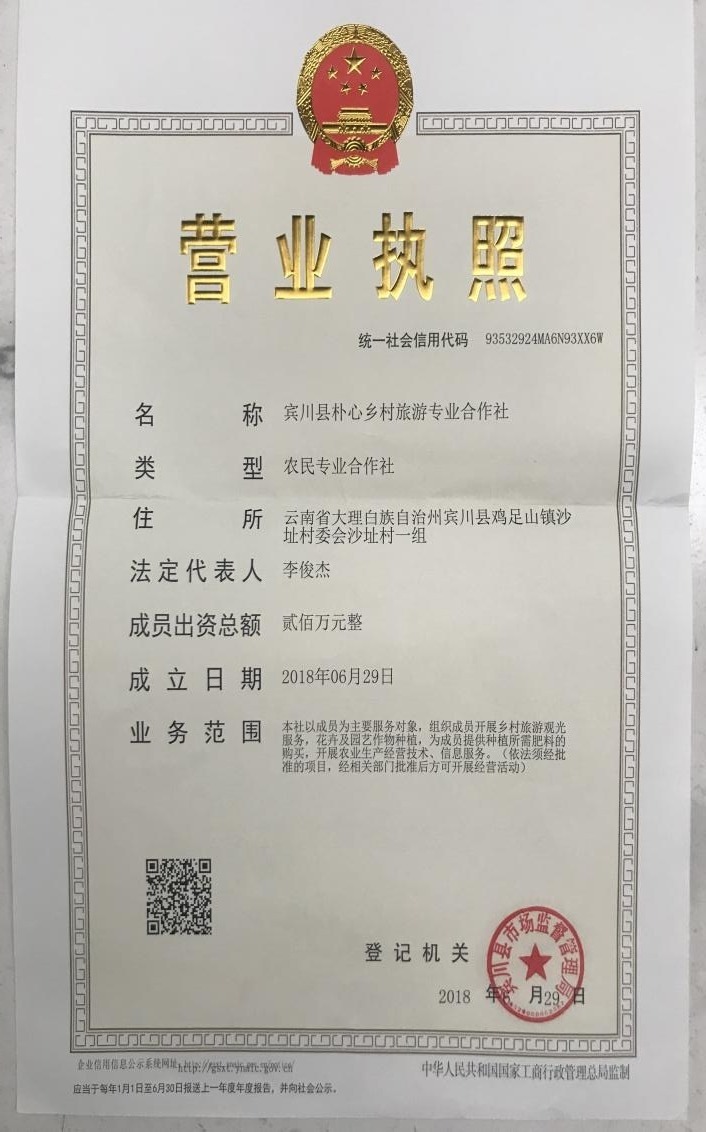 营业执照
统一社会信用代码 93532924MA6N93XX6W
名称 宾川县朴心乡村旅游专业合作社
类型 农民专业合作社
住所 云南省大理白族自治州宾川县鸡足山镇沙
址村委会沙址村一组
法定代表人 李俊杰
成员出资总额 贰佰万元整
成立日期 2018年06月29日
业务范围 本社以成员为主要服务对象，组织成员开展乡村旅游观光
服务，花卉及园艺作物种植，为成员提供种植所需肥料的
购买，开展农业生产经营技术、信息服务。（依法须经批
准的项目，经相关部门批准后方可开展经营活动）
登记机关
宾川县市场监督管理局
2018 年6 月29 日
企业信用信息公示系统网址：
应当于每年1月1日至6月30日报送上一年度年度报告，并向社会公示。
中华人民共和国国家工商行政管理总局监制